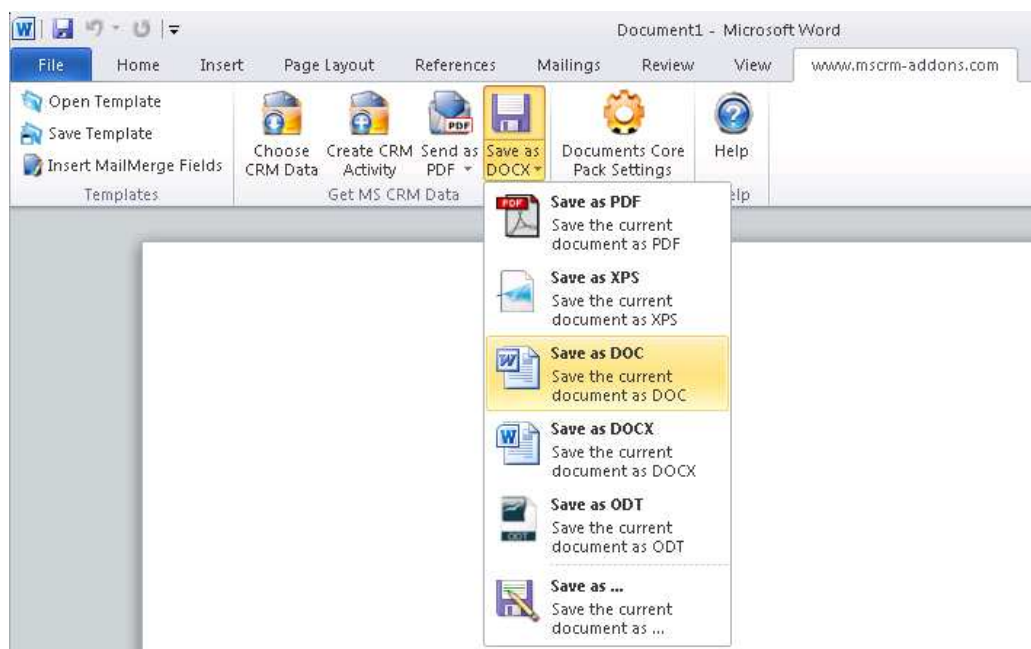 Document1 - Microsoft Word
File Home Insert Page Layout References Mailings Review View www.mscrm-addons.com
Open Template
Save Template
Insert MailMerge Fields
Templates
Choose
CRM Data
Create CRM
Activity
Send as
PDF
Save as
DOCX
Get MS CRM Data
Documents Core
Pack Settings
Help
elp
Save as PDF
Save the current
document as PDF
Save as XPS
Save the current
document as XPS
Save as DOC
Save the current
document as DOC
Save as DOCX
Save the current
document as DOCX
Save as ODT
Save the current
document as ODT
Save as ...
Save the current
document as ...